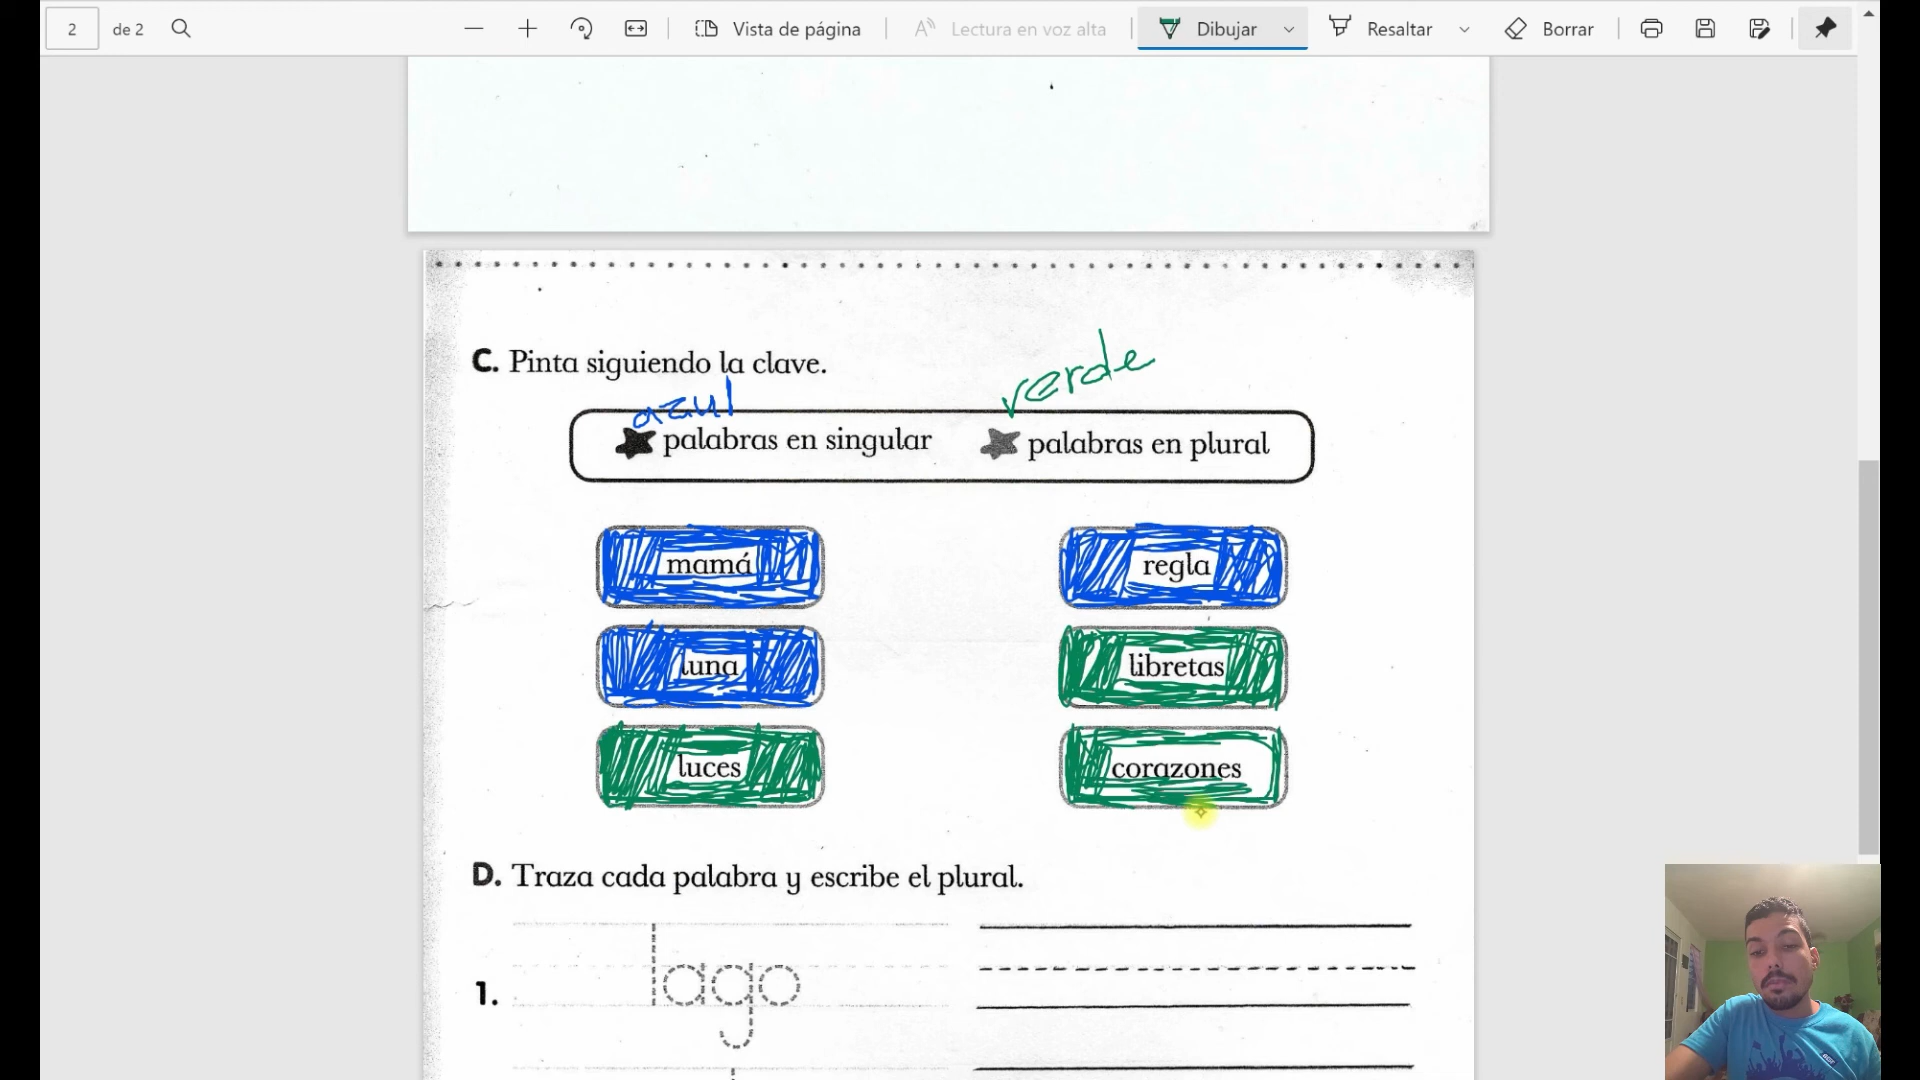 2 de 2 Vista de página Lectura en voz alta Dibujar Resaltar Borrar
C. Pinta siguiendo la clave.
azul verde
palabras en singular palabras en plural
mamá regla
luna libretas
luces corazones
D. Traza cada palabra y escribe el plural.
1. lago